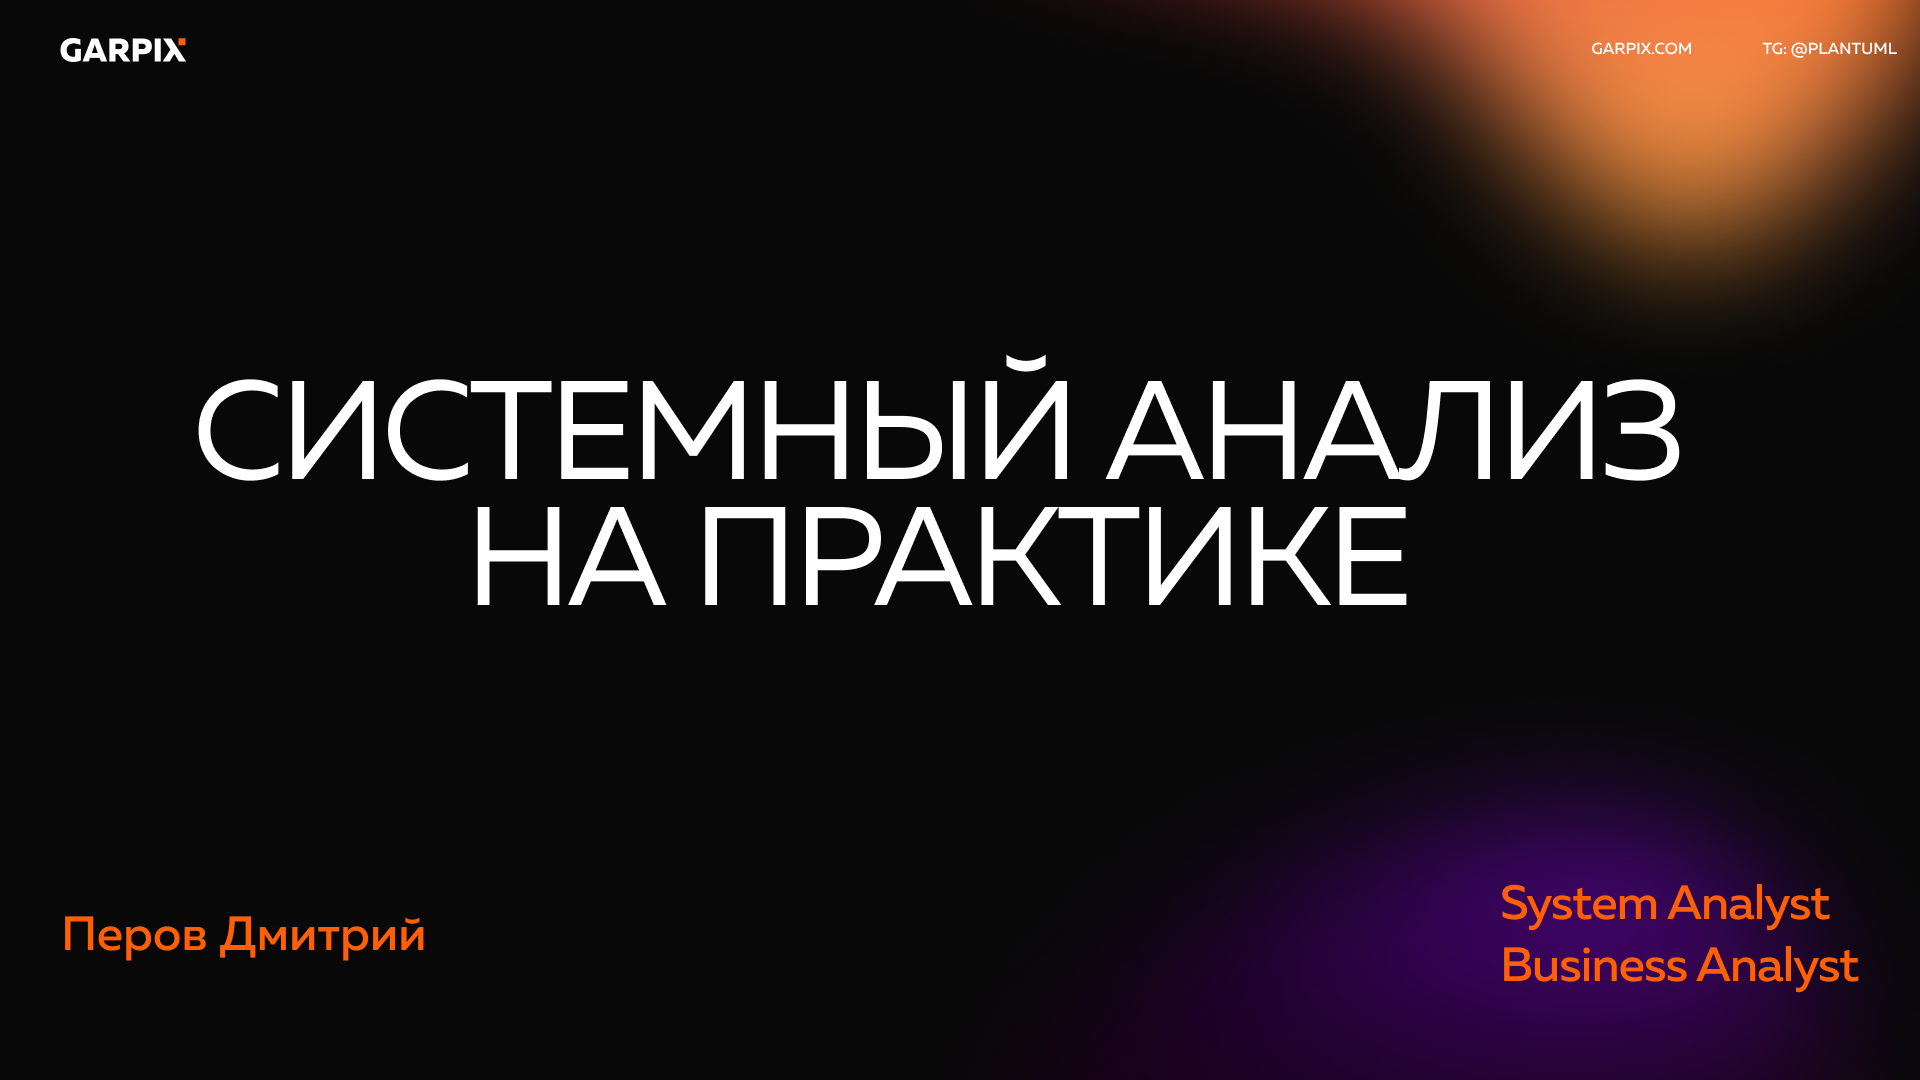 GARPIX
GARPIX.COM
TG: @PLANTUML
СИСТЕМНЫЙ АНАЛИЗ
НА ПРАКТИКЕ
Перов Дмитрий
System Analyst
Business Analyst